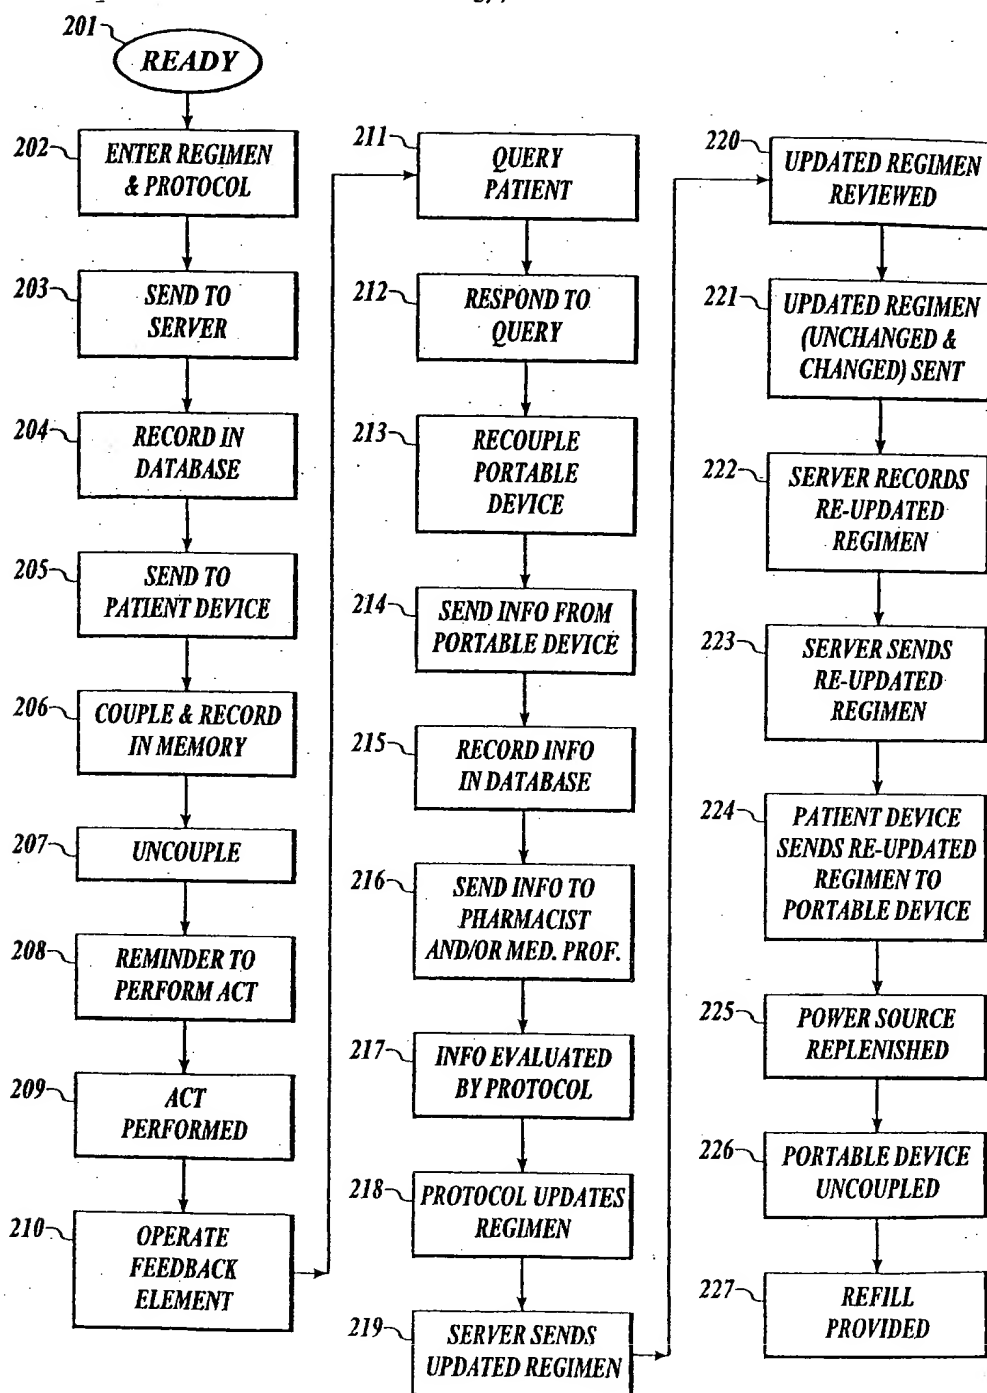 201
READY
202
ENTER REGIMEN
& PROTOCOL
203
SEND TO
SERVER
204
RECORD IN
DATABASE
205
SEND TO
PATIENT DEVICE
206
COUPLE & RECORD
IN MEMORY
207
UNCOUPLE
208
REMINDER TO
PERFORM ACT
209
ACT
PERFORMED
210
OPERATE
FEEDBACK
ELEMENT
211
QUERY
PATIENT
212
RESPOND TO
QUERY
213
RECOUPLE
PORTABLE
DEVICE
214
SEND INFO FROM
PORTABLE DEVICE
215
RECORD INFO
IN DATABASE
216
SEND INFO TO
PHARMACIST
AND/OR MED. PROF.
217
INFO EVALUATED
BY PROTOCOL
218
PROTOCOL UPDATES
REGIMEN
219
SERVER SENDS
UPDATED REGIMEN
220
UPDATED REGIMEN
REVIEWED
221
UPDATED REGIMEN
(UNCHANGED &
CHANGED) SENT
222
SERVER RECORDS
RE-UPDATED
REGIMEN
223
SERVER SENDS
RE-UPDATED
REGIMEN
224
PATIENT DEVICE
SENDS RE-UPDATED
REGIMEN TO
PORTABLE DEVICE
225
POWER SOURCE
REPLENISHED
226
PORTABLE DEVICE
UNCOUPLED
227
REFILL
PROVIDED